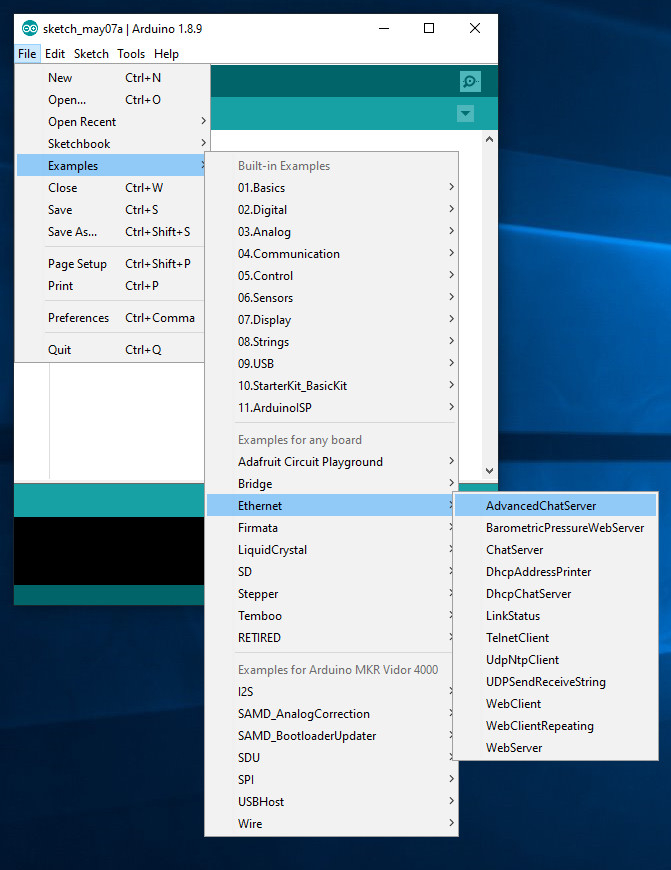 sketch_may07a | Arduino 1.8.9
File Edit Sketch Tools Help
New Ctrl+N
Open... Ctrl+O
Open Recent
Sketchbook
Examples
Close Ctrl+W
Save Ctrl+S
Save As... Ctrl+Shift+S
Page Setup Ctrl+Shift+P
Print Ctrl+P
Preferences Ctrl+Comma
Quit Ctrl+Q
Built-in Examples
01.Basics
02.Digital
03.Analog
04.Communication
05.Control
06.Sensors
07.Display
08.Strings
09.USB
10.StarterKit_BasicKit
11.ArduinoISP
Examples for any board
Adafruit Circuit Playground
Bridge
Ethernet
Firmata
LiquidCrystal
SD
Stepper
Temboo
RETIRED
Examples for Arduino MKR Vidor 4000
I2S
SAMD_AnalogCorrection
SAMD_BootloaderUpdater
SDU
SPI
USBHost
Wire
AdvancedChatServer
BarometricPressureWebServer
ChatServer
DhcpAddressPrinter
DhcpChatServer
LinkStatus
TelnetClient
UdpNtpClient
UDPSendReceiveString
WebClient
WebClientRepeating
WebServer